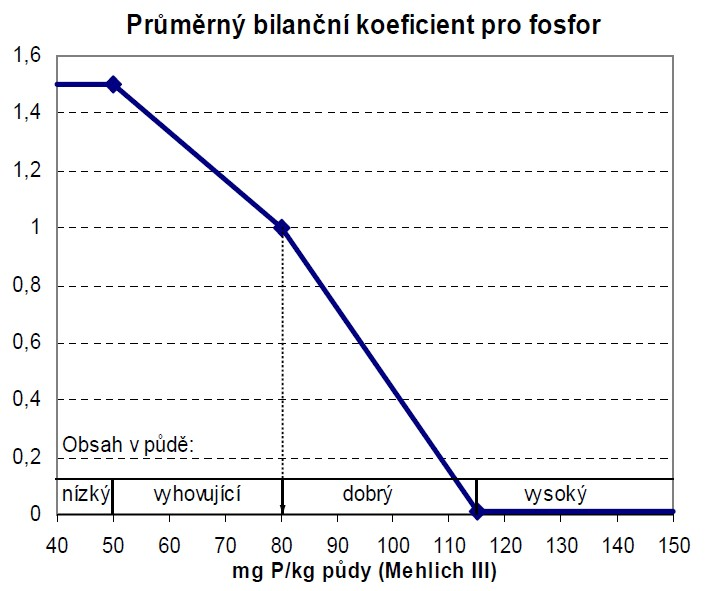 Průměrný bilanční koeficient pro fosfor
1,6
1,4
1,2
1
0,8
0,6
0,4
0,2
0
Obsah v půdě:
nízký vyhovující dobrý vysoký
40 50 60 70 80 90 100 110 120 130 140 150
mg P/kg půdy (Mehlich III)